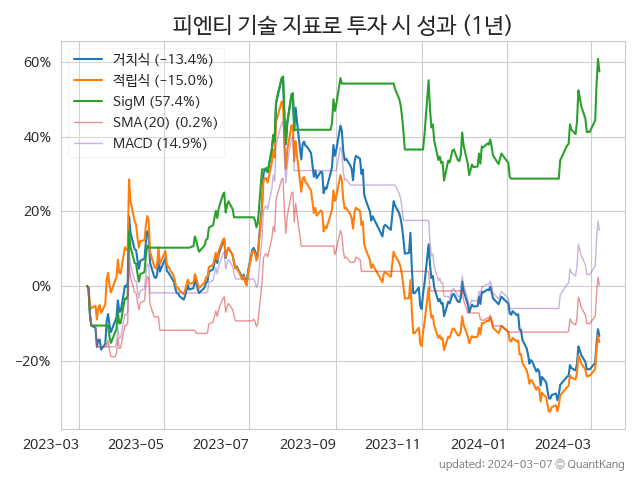 피엔티 기술 지표로 투자 시 성과 (1년)
거치식 (−13.4%)
적립식 (−15.0%)
SigM (57.4%)
SMA(20) (0.2%)
MACD (14.9%)
60%
40%
20%
0%
−20%
2023-03
2023-05
2023-07
2023-09
2023-11
2024-01
2024-03
updated: 2024-03-07 © QuantKang